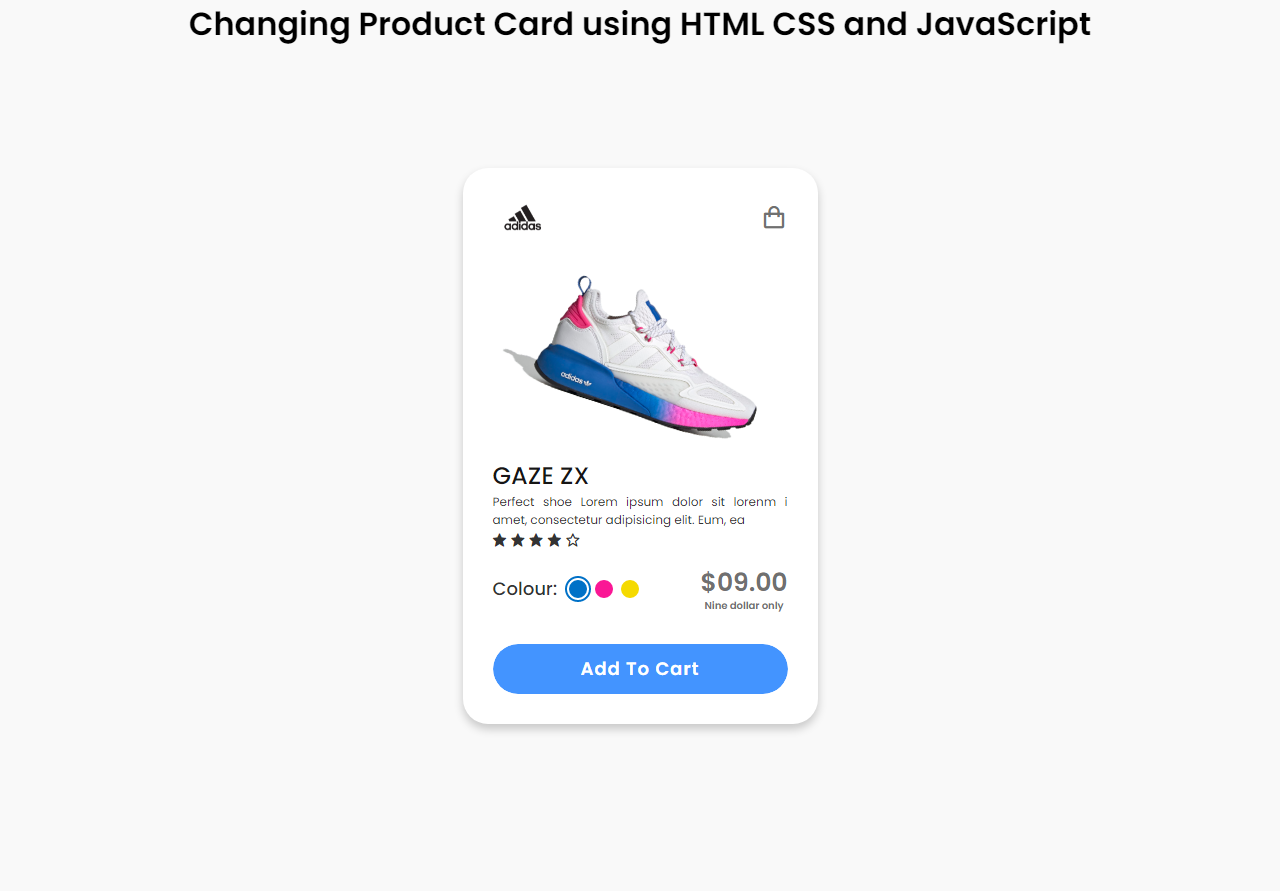 Changing Product Card using HTML CSS and JavaScript
adidas
adidas
GAZE ZX
Perfect shoe Lorem ipsum dolor sit lorenm i
amet, consectetur adipisicing elit. Eum, ea
Colour:
$09.00
Nine dollar only
Add To Cart